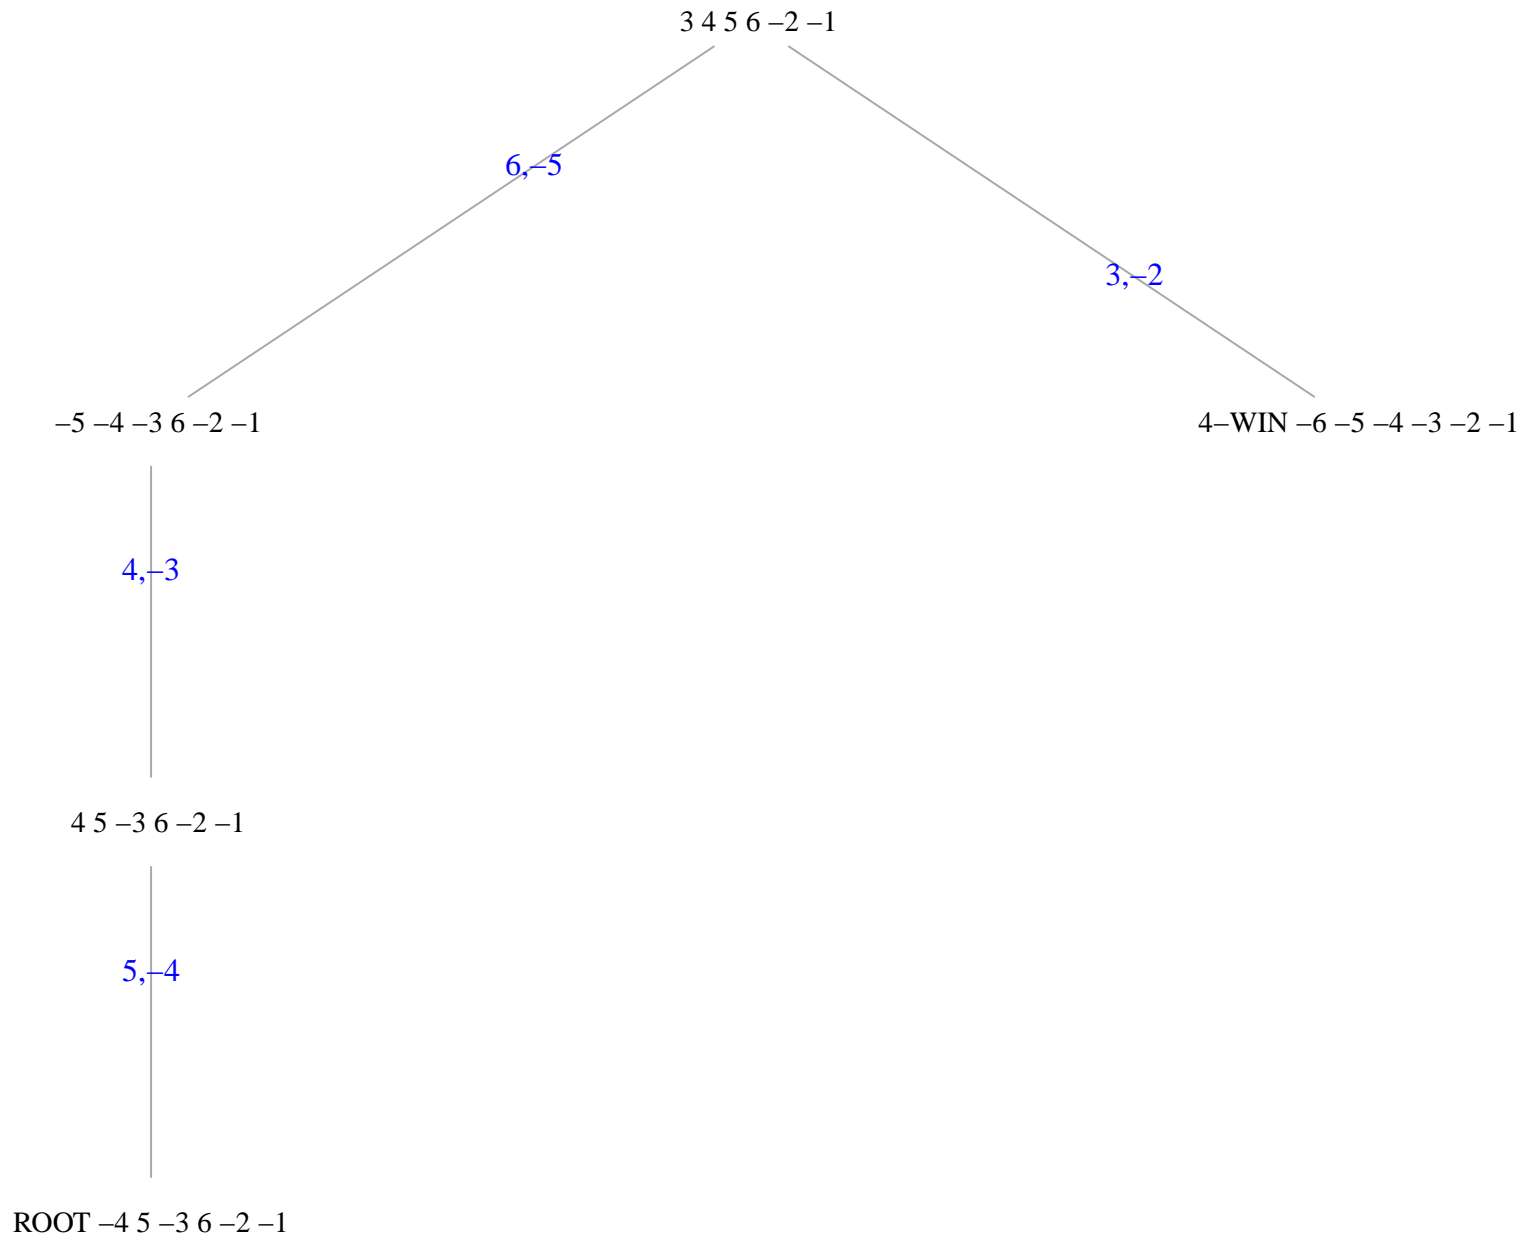 3 4 5 6 –2 –1
6,–5
3,–2
–5 –4 –3 6 –2 –1
4–WIN –6 –5 –4 –3 –2 –1
4,–3
4 5 –3 6 –2 –1
5,–4
ROOT –4 5 –3 6 –2 –1